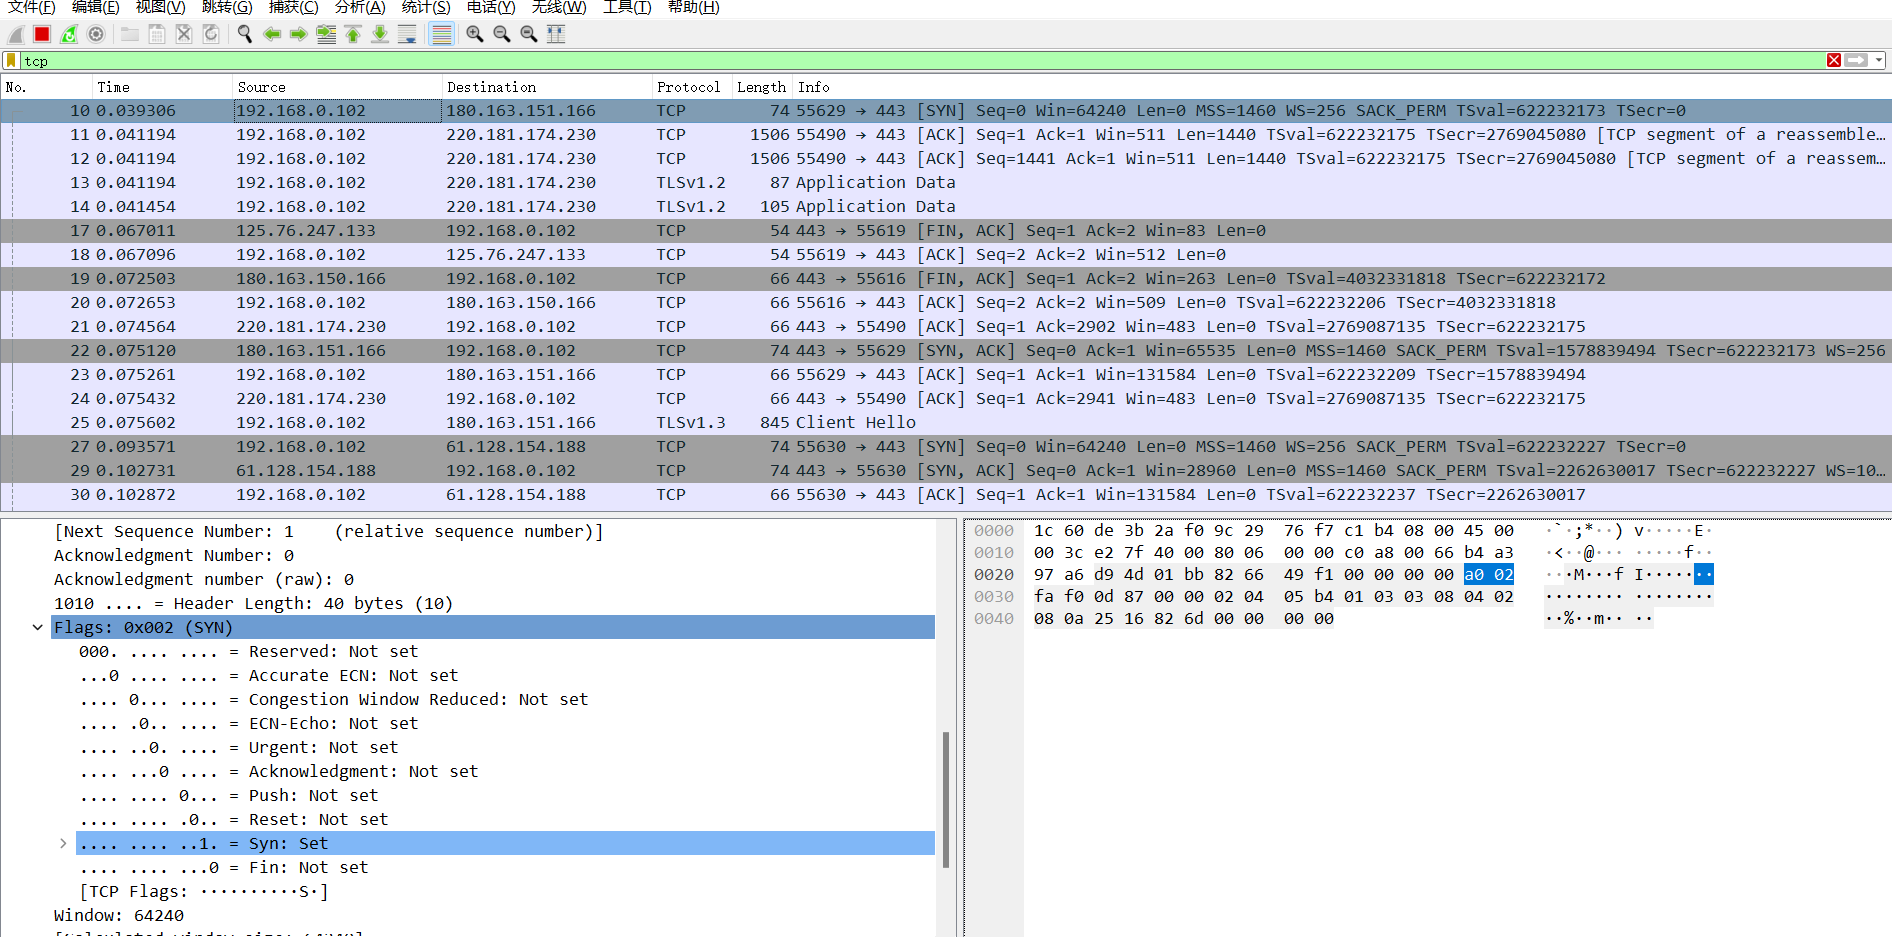 文件(F) 编辑(E) 视图(V) 跳转(G) 捕获(C) 分析(A) 统计(S) 电话(Y) 无线(W) 工具(T) 帮助(H)
tcp
No. Time Source Destination Protocol Length Info
10 0.039306 192.168.0.102 180.163.151.166 TCP 74 55629 → 443 [SYN] Seq=0 Win=64240 Len=0 MSS=1460 WS=256 SACK_PERM TSval=622232173 TSecr=0
11 0.041194 192.168.0.102 220.181.174.230 TCP 1506 55490 → 443 [ACK] Seq=1 Ack=1 Win=511 Len=1440 TSval=622232175 TSecr=2769045080 [TCP segment of a reassemble…
12 0.041194 192.168.0.102 220.181.174.230 TCP 1506 55490 → 443 [ACK] Seq=1441 Ack=1 Win=511 Len=1440 TSval=622232175 TSecr=2769045080 [TCP segment of a reassem…
13 0.041194 192.168.0.102 220.181.174.230 TLSv1.2 87 Application Data
14 0.041454 192.168.0.102 220.181.174.230 TLSv1.2 105 Application Data
17 0.067011 125.76.247.133 192.168.0.102 TCP 54 443 → 55619 [FIN, ACK] Seq=1 Ack=2 Win=83 Len=0
18 0.067096 192.168.0.102 125.76.247.133 TCP 54 55619 → 443 [ACK] Seq=2 Ack=2 Win=512 Len=0
19 0.072503 180.163.150.166 192.168.0.102 TCP 66 443 → 55616 [FIN, ACK] Seq=1 Ack=2 Win=263 Len=0 TSval=4032331818 TSecr=622232172
20 0.072653 192.168.0.102 180.163.150.166 TCP 66 55616 → 443 [ACK] Seq=2 Ack=2 Win=509 Len=0 TSval=622232206 TSecr=4032331818
21 0.074564 220.181.174.230 192.168.0.102 TCP 66 443 → 55490 [ACK] Seq=1 Ack=2902 Win=483 Len=0 TSval=2769087135 TSecr=622232175
22 0.075120 180.163.151.166 192.168.0.102 TCP 74 443 → 55629 [SYN, ACK] Seq=0 Ack=1 Win=65535 Len=0 MSS=1460 SACK_PERM TSval=1578839494 TSecr=622232173 WS=256
23 0.075261 192.168.0.102 180.163.151.166 TCP 66 55629 → 443 [ACK] Seq=1 Ack=1 Win=131584 Len=0 TSval=622232209 TSecr=1578839494
24 0.075432 220.181.174.230 192.168.0.102 TCP 66 443 → 55490 [ACK] Seq=1 Ack=2941 Win=483 Len=0 TSval=2769087135 TSecr=622232175
25 0.075602 192.168.0.102 180.163.151.166 TLSv1.3 845 Client Hello
27 0.093571 192.168.0.102 61.128.154.188 TCP 74 55630 → 443 [SYN] Seq=0 Win=64240 Len=0 MSS=1460 WS=256 SACK_PERM TSval=622232227 TSecr=0
29 0.102731 61.128.154.188 192.168.0.102 TCP 74 443 → 55630 [SYN, ACK] Seq=0 Ack=1 Win=28960 Len=0 MSS=1460 SACK_PERM TSval=2262630017 TSecr=622232227 WS=10…
30 0.102872 192.168.0.102 61.128.154.188 TCP 66 55630 → 443 [ACK] Seq=1 Ack=1 Win=131584 Len=0 TSval=622232237 TSecr=2262630017
[Next Sequence Number: 1 (relative sequence number)]
Acknowledgment Number: 0
Acknowledgment number (raw): 0
1010 .... = Header Length: 40 bytes (10)
Flags: 0x002 (SYN)
000. .... .... = Reserved: Not set
...0 .... .... = Accurate ECN: Not set
.... 0... .... = Congestion Window Reduced: Not set
.... .0.. .... = ECN-Echo: Not set
.... ..0. .... = Urgent: Not set
.... ...0 .... = Acknowledgment: Not set
.... .... 0... = Push: Not set
.... .... .0.. = Reset: Not set
.... .... ..1. = Syn: Set
.... .... ...0 = Fin: Not set
[TCP Flags: ··········S·]
Window: 64240
[Calculated window size: 64240]
0000 1c 60 de 3b 2a f0 9c 29 76 f7 c1 b4 08 00 45 00 ·`·;*··) v·····E·
0010 00 3c e2 7f 40 00 80 06 00 00 c0 a8 00 66 b4 a3 ·<··@··· ·····f··
0020 97 a6 d9 4d 01 bb 82 66 49 f1 00 00 00 00 a0 02 ···M···f I·······
0030 fa f0 0d 87 00 00 02 04 05 b4 01 03 03 08 04 02 ········ ········
0040 08 0a 25 16 82 6d 00 00 00 00 ··%··m·· ··